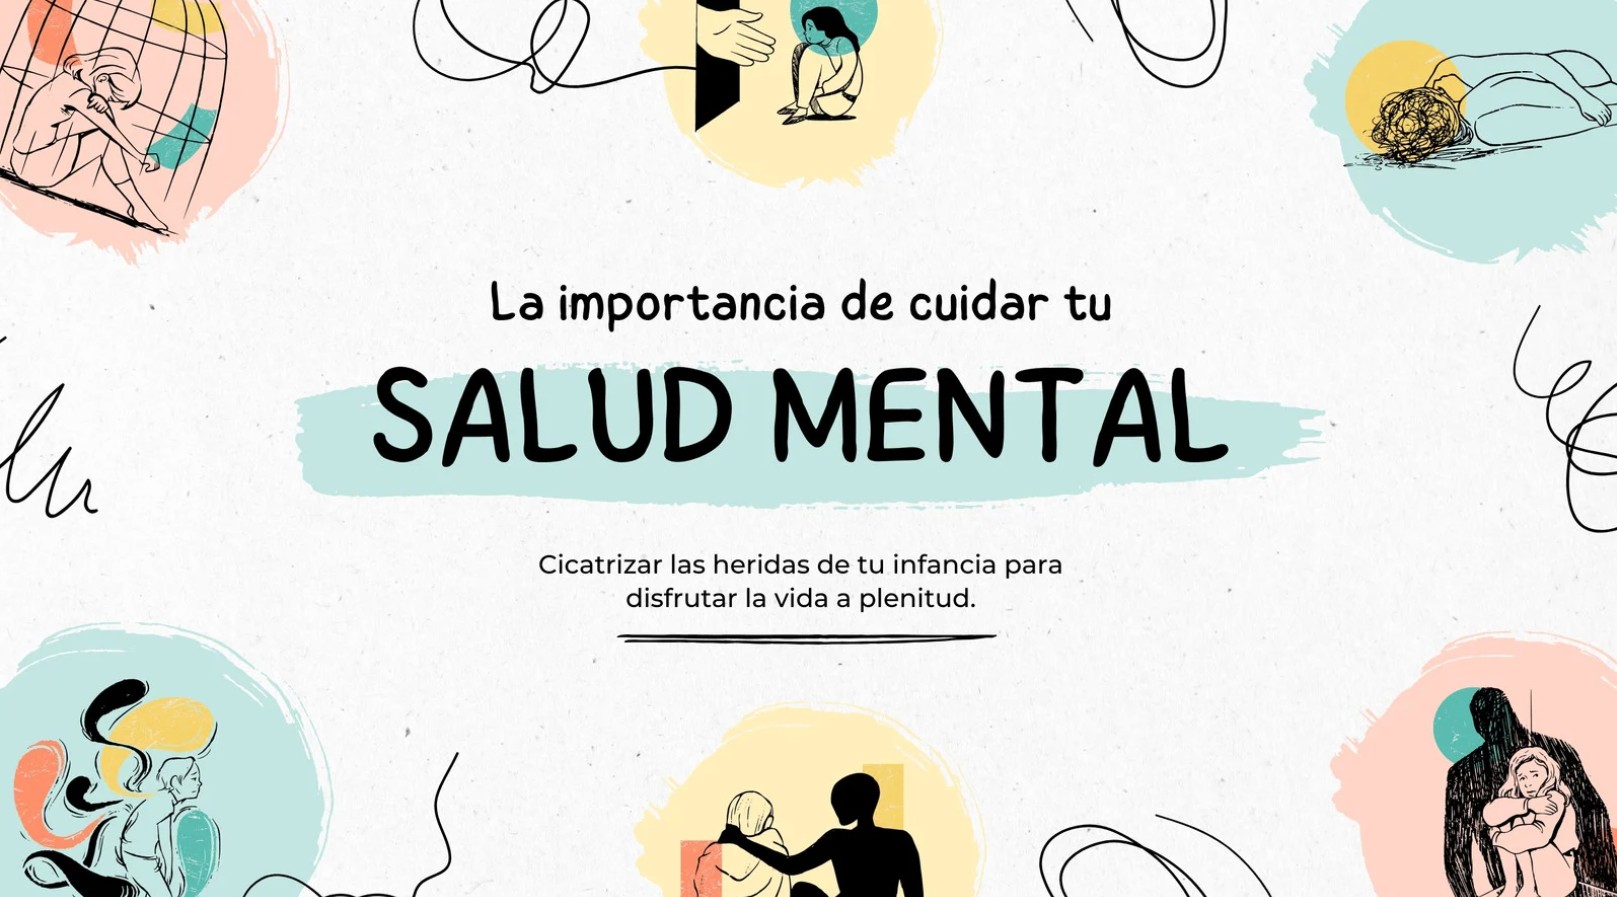 La importancia de cuidar tu
SALUD MENTAL
Cicatrizar las heridas de tu infancia para
disfrutar la vida a plenitud.